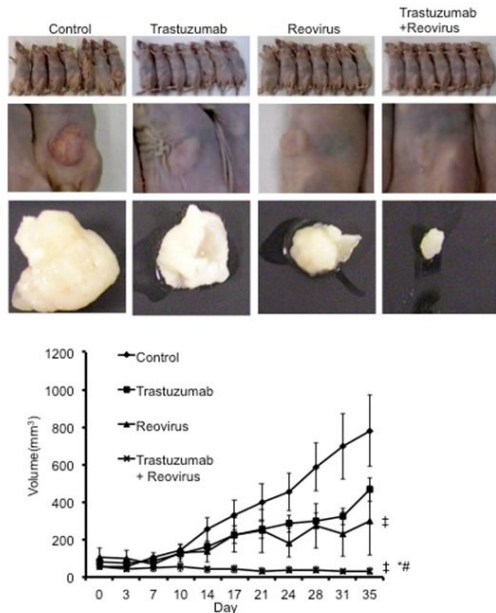 Control
Trastuzumab
Reovirus
Trastuzumab
+Reovirus
1200
1000
800
600
400
200
0
Volume(mm³)
Control
Trastuzumab
Reovirus
Trastuzumab
+ Reovirus
‡
‡ *#
0 3 7 10 14 17 21 24 28 31 35
Day